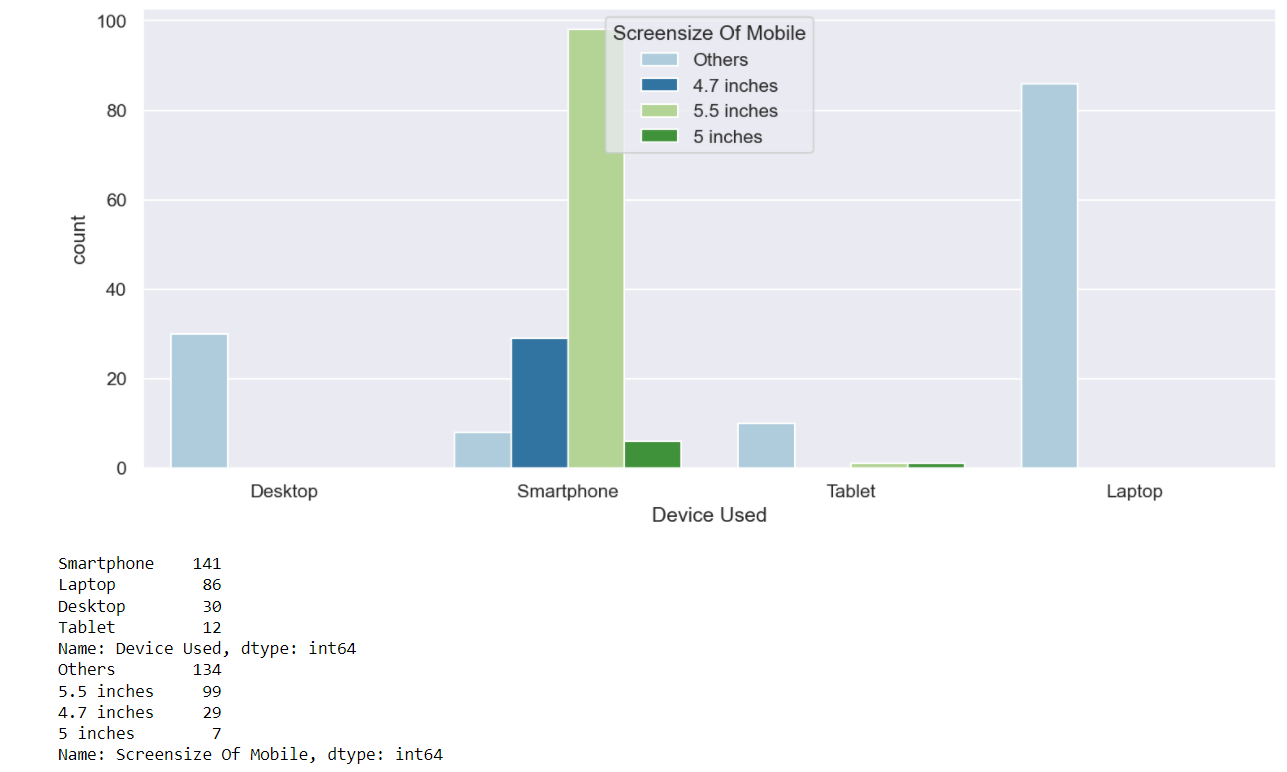 100
80
60
40
20
0
count
Screensize Of Mobile
Others
4.7 inches
5.5 inches
5 inches
Desktop Smartphone Tablet Laptop
Device Used
Smartphone    141
Laptop         86
Desktop        30
Tablet         12
Name: Device Used, dtype: int64
Others        134
5.5 inches     99
4.7 inches     29
5 inches        7
Name: Screensize Of Mobile, dtype: int64